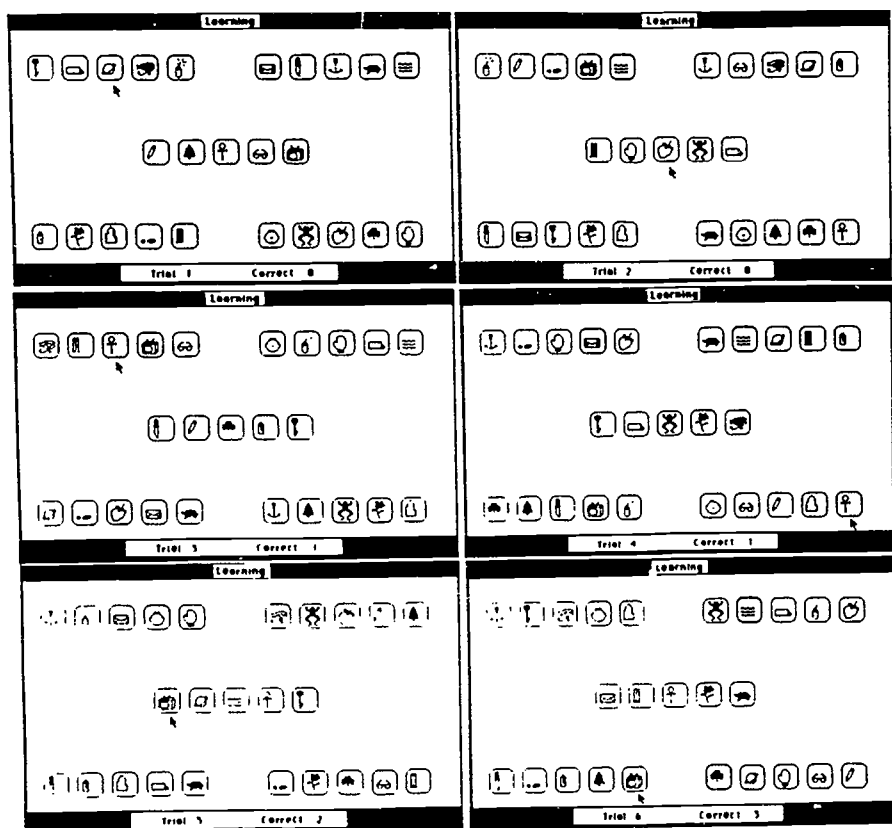 Learning
Learning
Trial 1 Correct 0
Trial 2 Correct 0
Learning
Learning
Trial 3 Correct 1
Trial 4 Correct 1
Learning
Learning
Trial 5 Correct 2
Trial 6 Correct 3